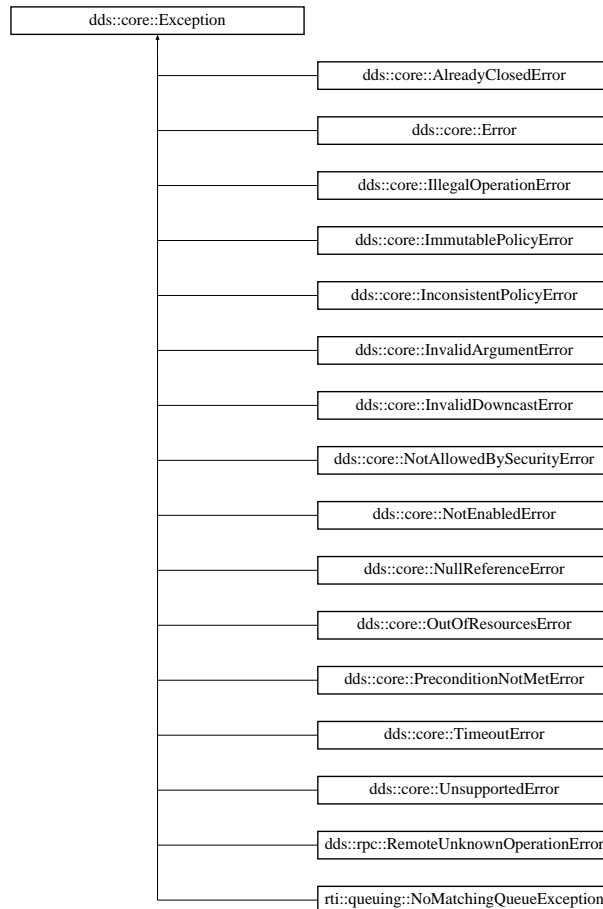 dds::core::Exception
dds::core::AlreadyClosedError
dds::core::Error
dds::core::IllegalOperationError
dds::core::ImmutablePolicyError
dds::core::InconsistentPolicyError
dds::core::InvalidArgumentError
dds::core::InvalidDowncastError
dds::core::NotAllowedBySecurityError
dds::core::NotEnabledError
dds::core::NullReferenceError
dds::core::OutOfResourcesError
dds::core::PreconditionNotMetError
dds::core::TimeoutError
dds::core::UnsupportedError
dds::rpc::RemoteUnknownOperationError
rti::queuing::NoMatchingQueueException